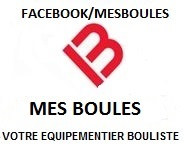 FACEBOOK/MESBOULES
MES BOULES
VOTRE EQUIPEMENTIER BOULISTE